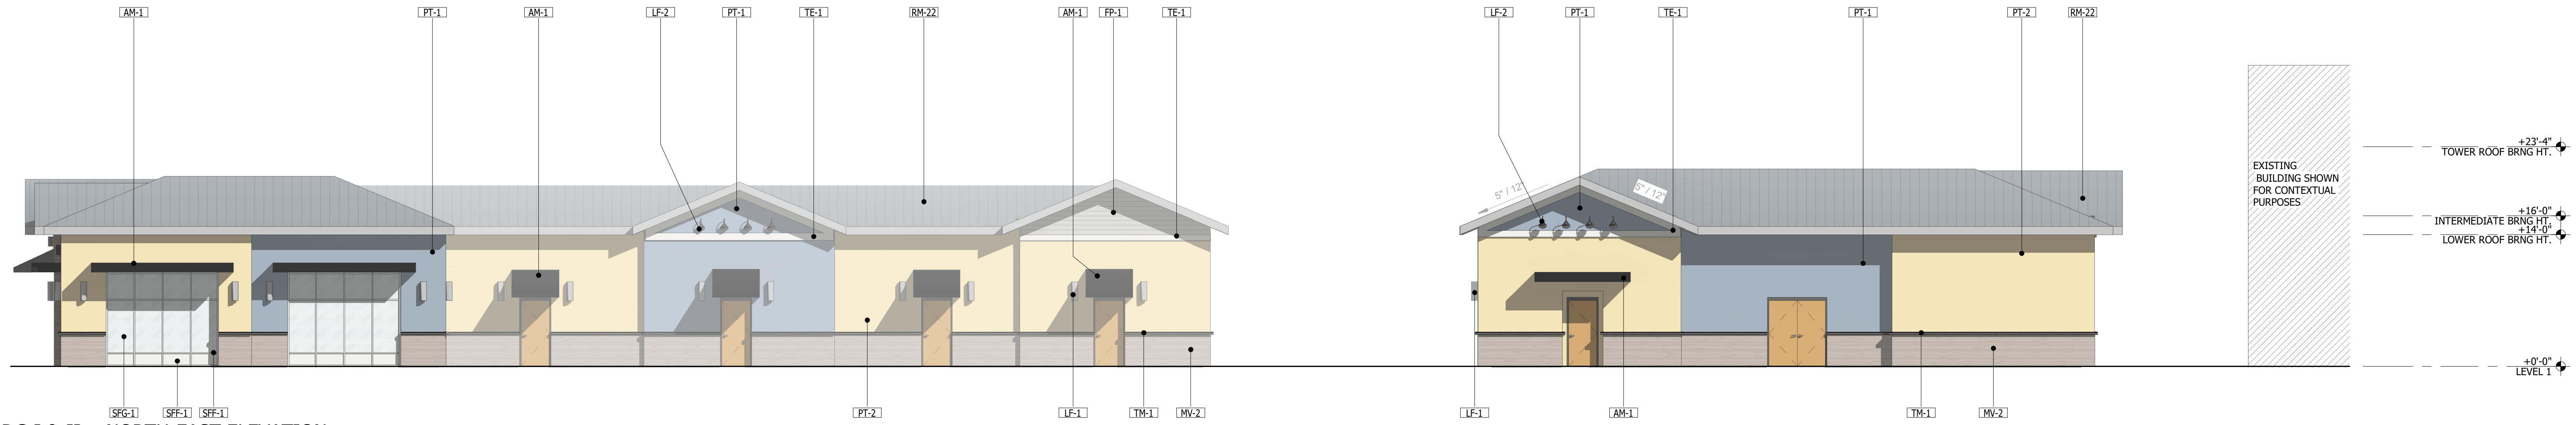 AM-1 PT-1 AM-1 LF-2 PT-1 TE-1 RM-22 AM-1 FP-1 TE-1 LF-2 PT-1 TE-1 PT-1 PT-2 RM-22
+23'-4"
TOWER ROOF BRNG HT.
EXISTING
BUILDING SHOWN
FOR CONTEXTUAL
PURPOSES
5" / 12"
5" / 12"
+16'-0"
INTERMEDIATE BRNG HT.
+14'-0"
LOWER ROOF BRNG HT.
+0'-0"
LEVEL 1
SFG-1 SFF-1 SFF-1 PT-2 LF-1 TM-1 MV-2 LF-1 AM-1 TM-1 MV-2
NORTH EAST ELEVATION